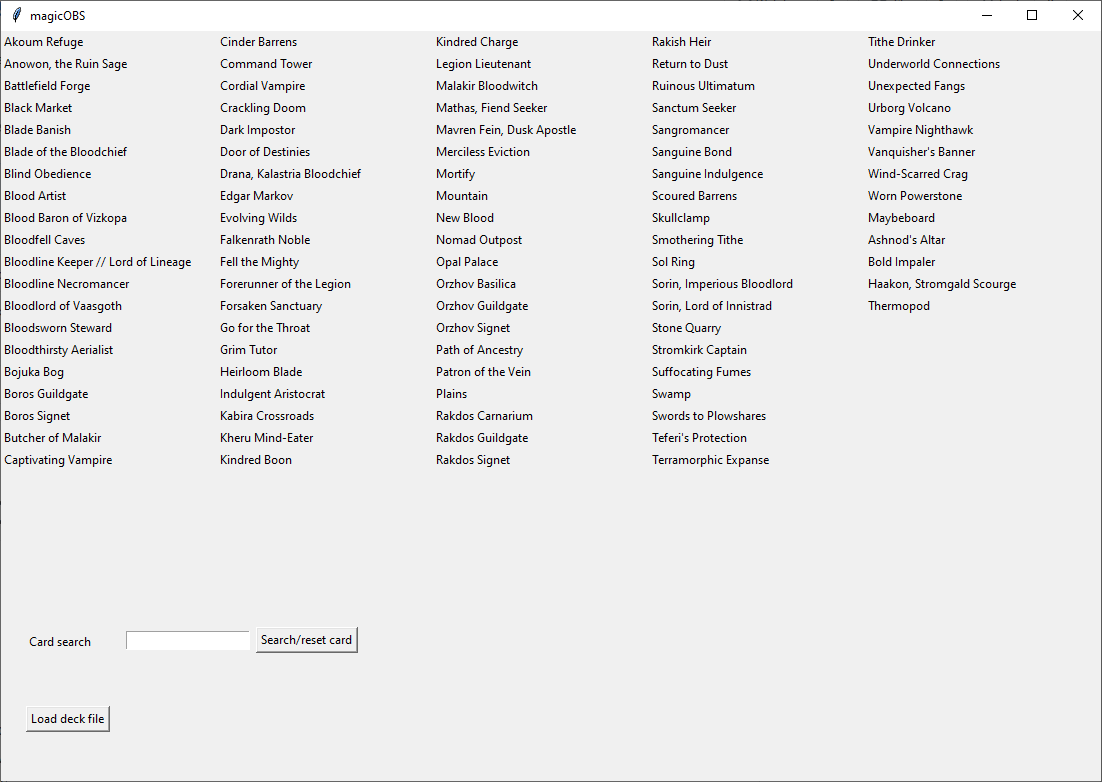 magicOBS
Akoum Refuge
Anowon, the Ruin Sage
Battlefield Forge
Black Market
Blade Banish
Blade of the Bloodchief
Blind Obedience
Blood Artist
Blood Baron of Vizkopa
Bloodfell Caves
Bloodline Keeper // Lord of Lineage
Bloodline Necromancer
Bloodlord of Vaasgoth
Bloodsworn Steward
Bloodthirsty Aerialist
Bojuka Bog
Boros Guildgate
Boros Signet
Butcher of Malakir
Captivating Vampire
Cinder Barrens
Command Tower
Cordial Vampire
Crackling Doom
Dark Impostor
Door of Destinies
Drana, Kalastria Bloodchief
Edgar Markov
Evolving Wilds
Falkenrath Noble
Fell the Mighty
Forerunner of the Legion
Forsaken Sanctuary
Go for the Throat
Grim Tutor
Heirloom Blade
Indulgent Aristocrat
Kabira Crossroads
Kheru Mind-Eater
Kindred Boon
Kindred Charge
Legion Lieutenant
Malakir Bloodwitch
Mathas, Fiend Seeker
Mavren Fein, Dusk Apostle
Merciless Eviction
Mortify
Mountain
New Blood
Nomad Outpost
Opal Palace
Orzhov Basilica
Orzhov Guildgate
Orzhov Signet
Path of Ancestry
Patron of the Vein
Plains
Rakdos Carnarium
Rakdos Guildgate
Rakdos Signet
Rakish Heir
Return to Dust
Ruinous Ultimatum
Sanctum Seeker
Sangromancer
Sanguine Bond
Sanguine Indulgence
Scoured Barrens
Skullclamp
Smothering Tithe
Sol Ring
Sorin, Imperious Bloodlord
Sorin, Lord of Innistrad
Stone Quarry
Stromkirk Captain
Suffocating Fumes
Swamp
Swords to Plowshares
Teferi's Protection
Terramorphic Expanse
Tithe Drinker
Underworld Connections
Unexpected Fangs
Urborg Volcano
Vampire Nighthawk
Vanquisher's Banner
Wind-Scarred Crag
Worn Powerstone
Maybeboard
Ashnod's Altar
Bold Impaler
Haakon, Stromgald Scourge
Thermopod
Card search
Search/reset card
Load deck file